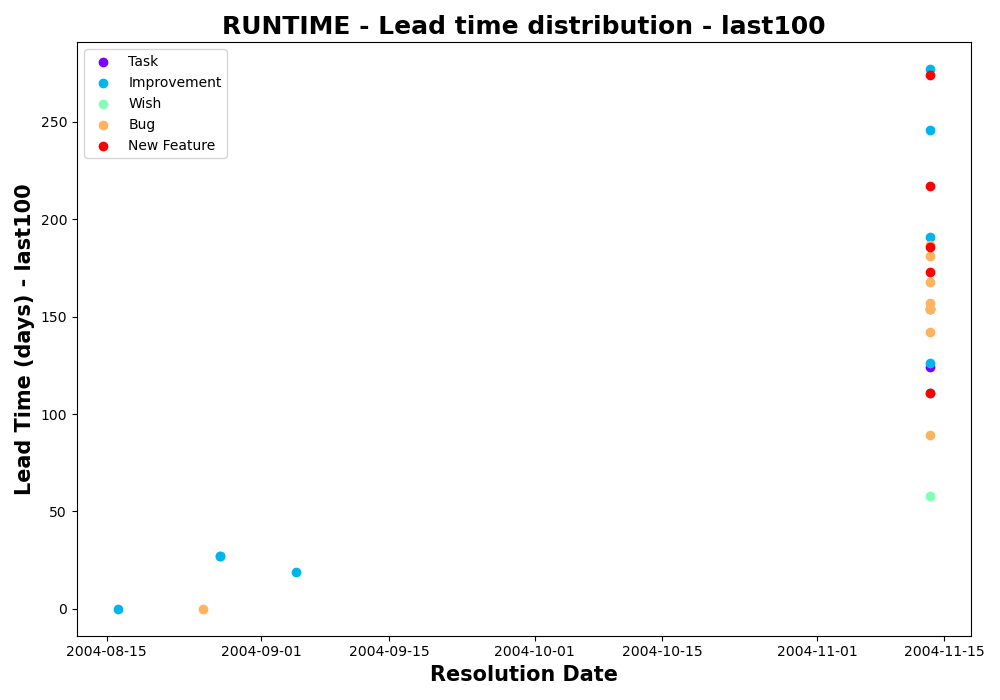 RUNTIME - Lead time distribution - last100
Task
Improvement
Wish
Bug
New Feature
Lead Time (days) - last100
250
200
150
100
50
0
2004-08-15 2004-09-01 2004-09-15 2004-10-01 2004-10-15 2004-11-01 2004-11-15
Resolution Date